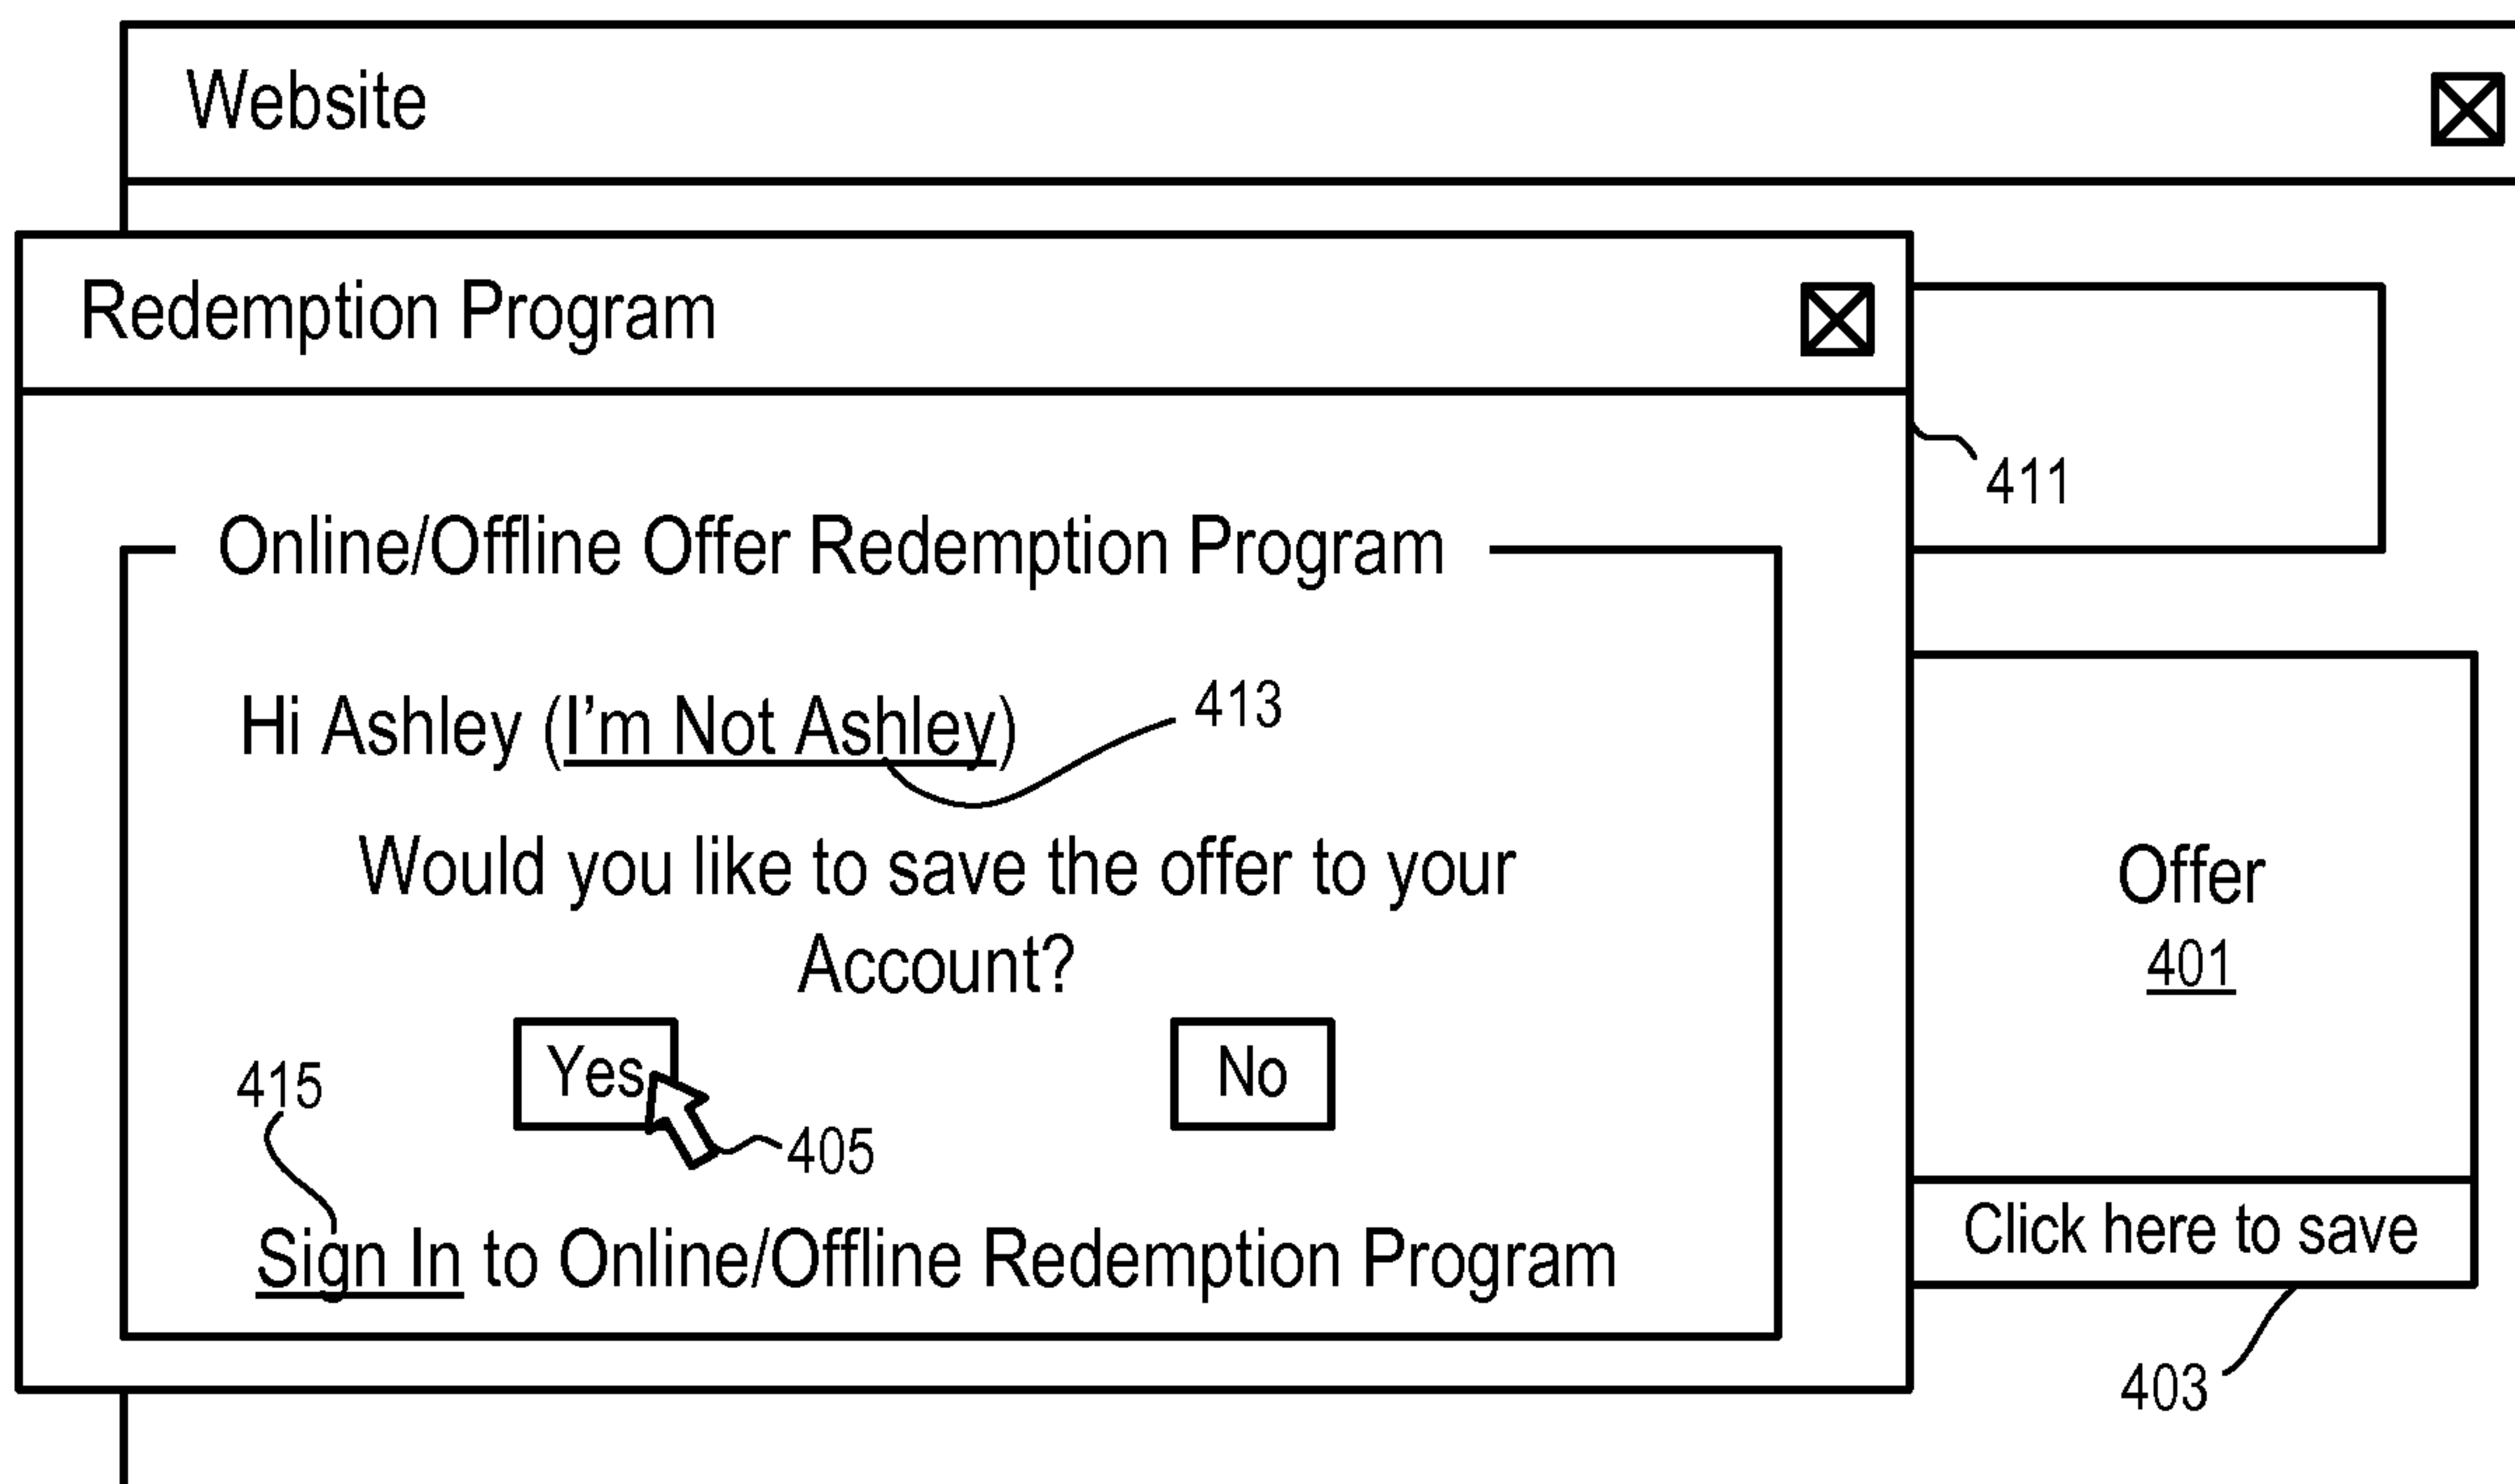 Website
Redemption Program
411
Online/Offline Offer Redemption Program
Hi Ashley (I'm Not Ashley)
413
Would you like to save the offer to your
Account?
Offer
401
Yes
No
415
405
Sign In to Online/Offline Redemption Program
Click here to save
403